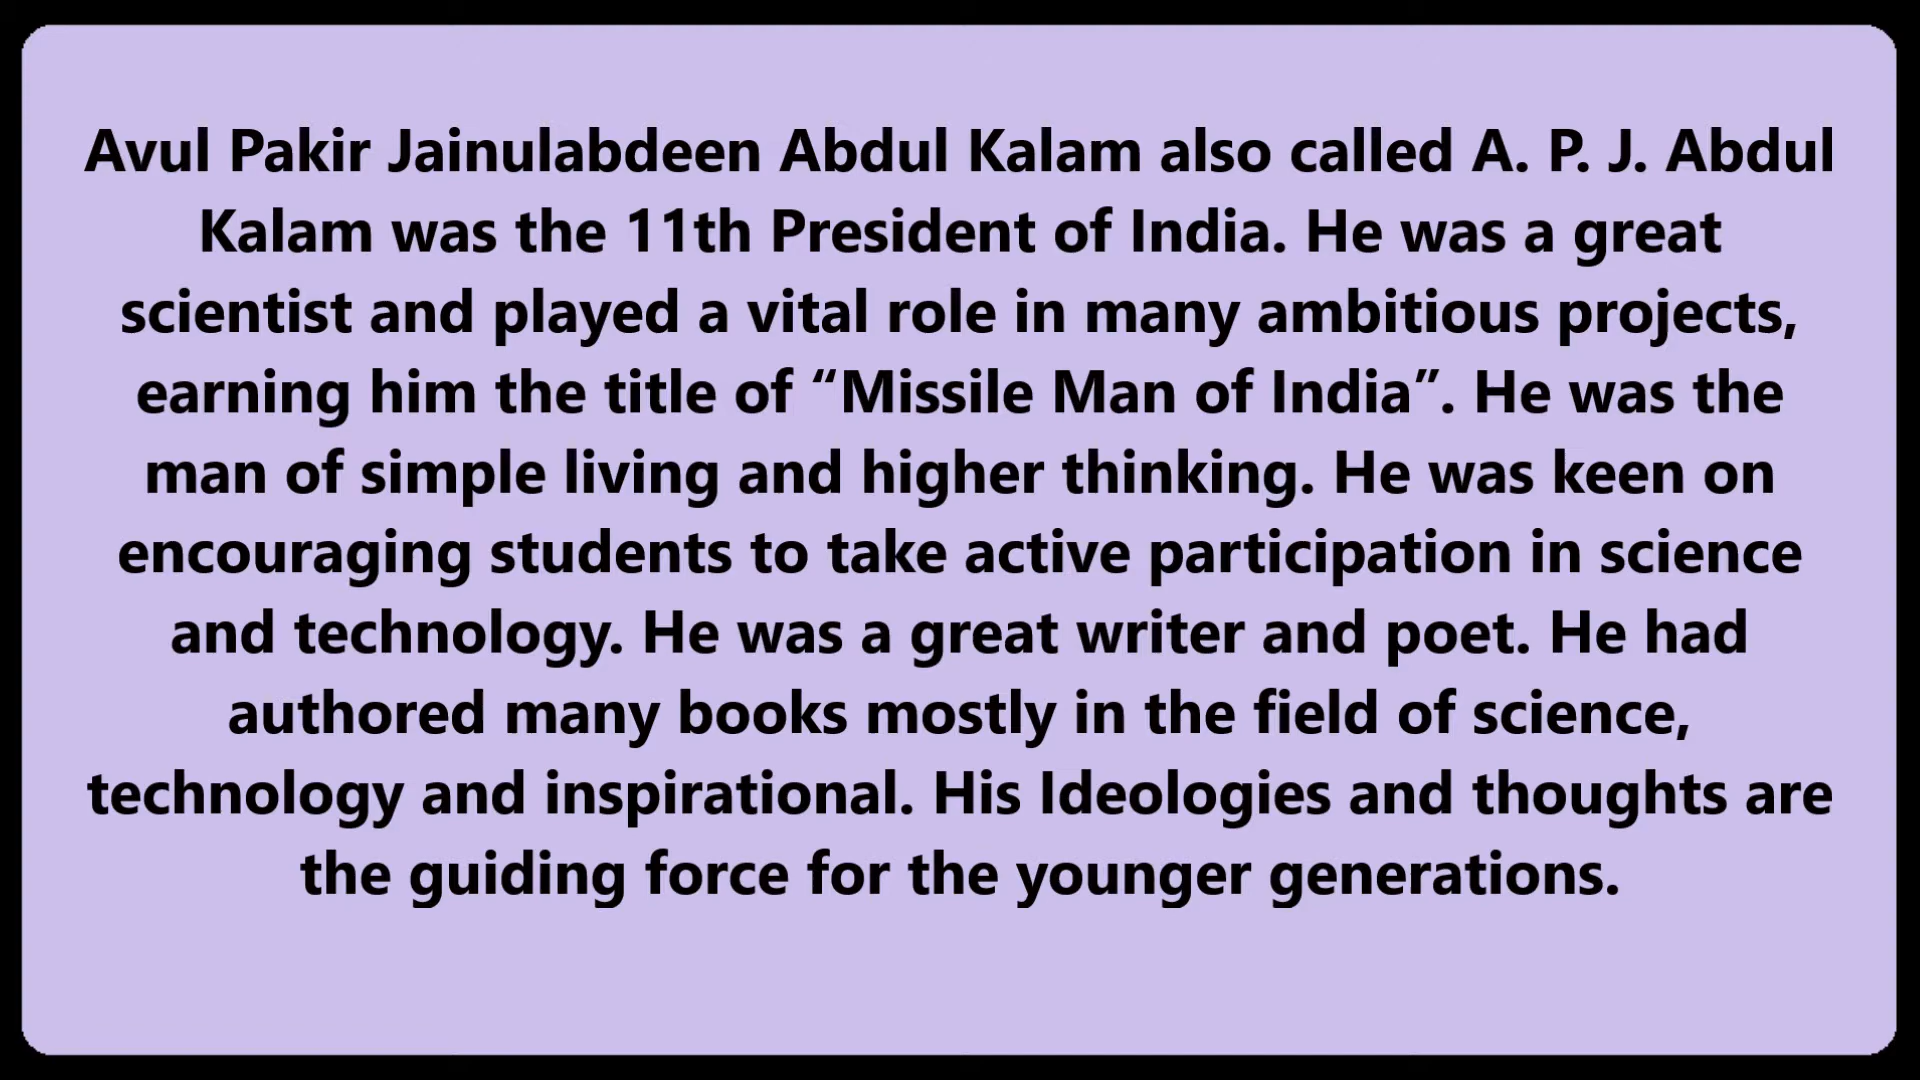 Avul Pakir Jainulabdeen Abdul Kalam also called A. P. J. Abdul
Kalam was the 11th President of India. He was a great
scientist and played a vital role in many ambitious projects,
earning him the title of “Missile Man of India”. He was the
man of simple living and higher thinking. He was keen on
encouraging students to take active participation in science
and technology. He was a great writer and poet. He had
authored many books mostly in the field of science,
technology and inspirational. His Ideologies and thoughts are
the guiding force for the younger generations.